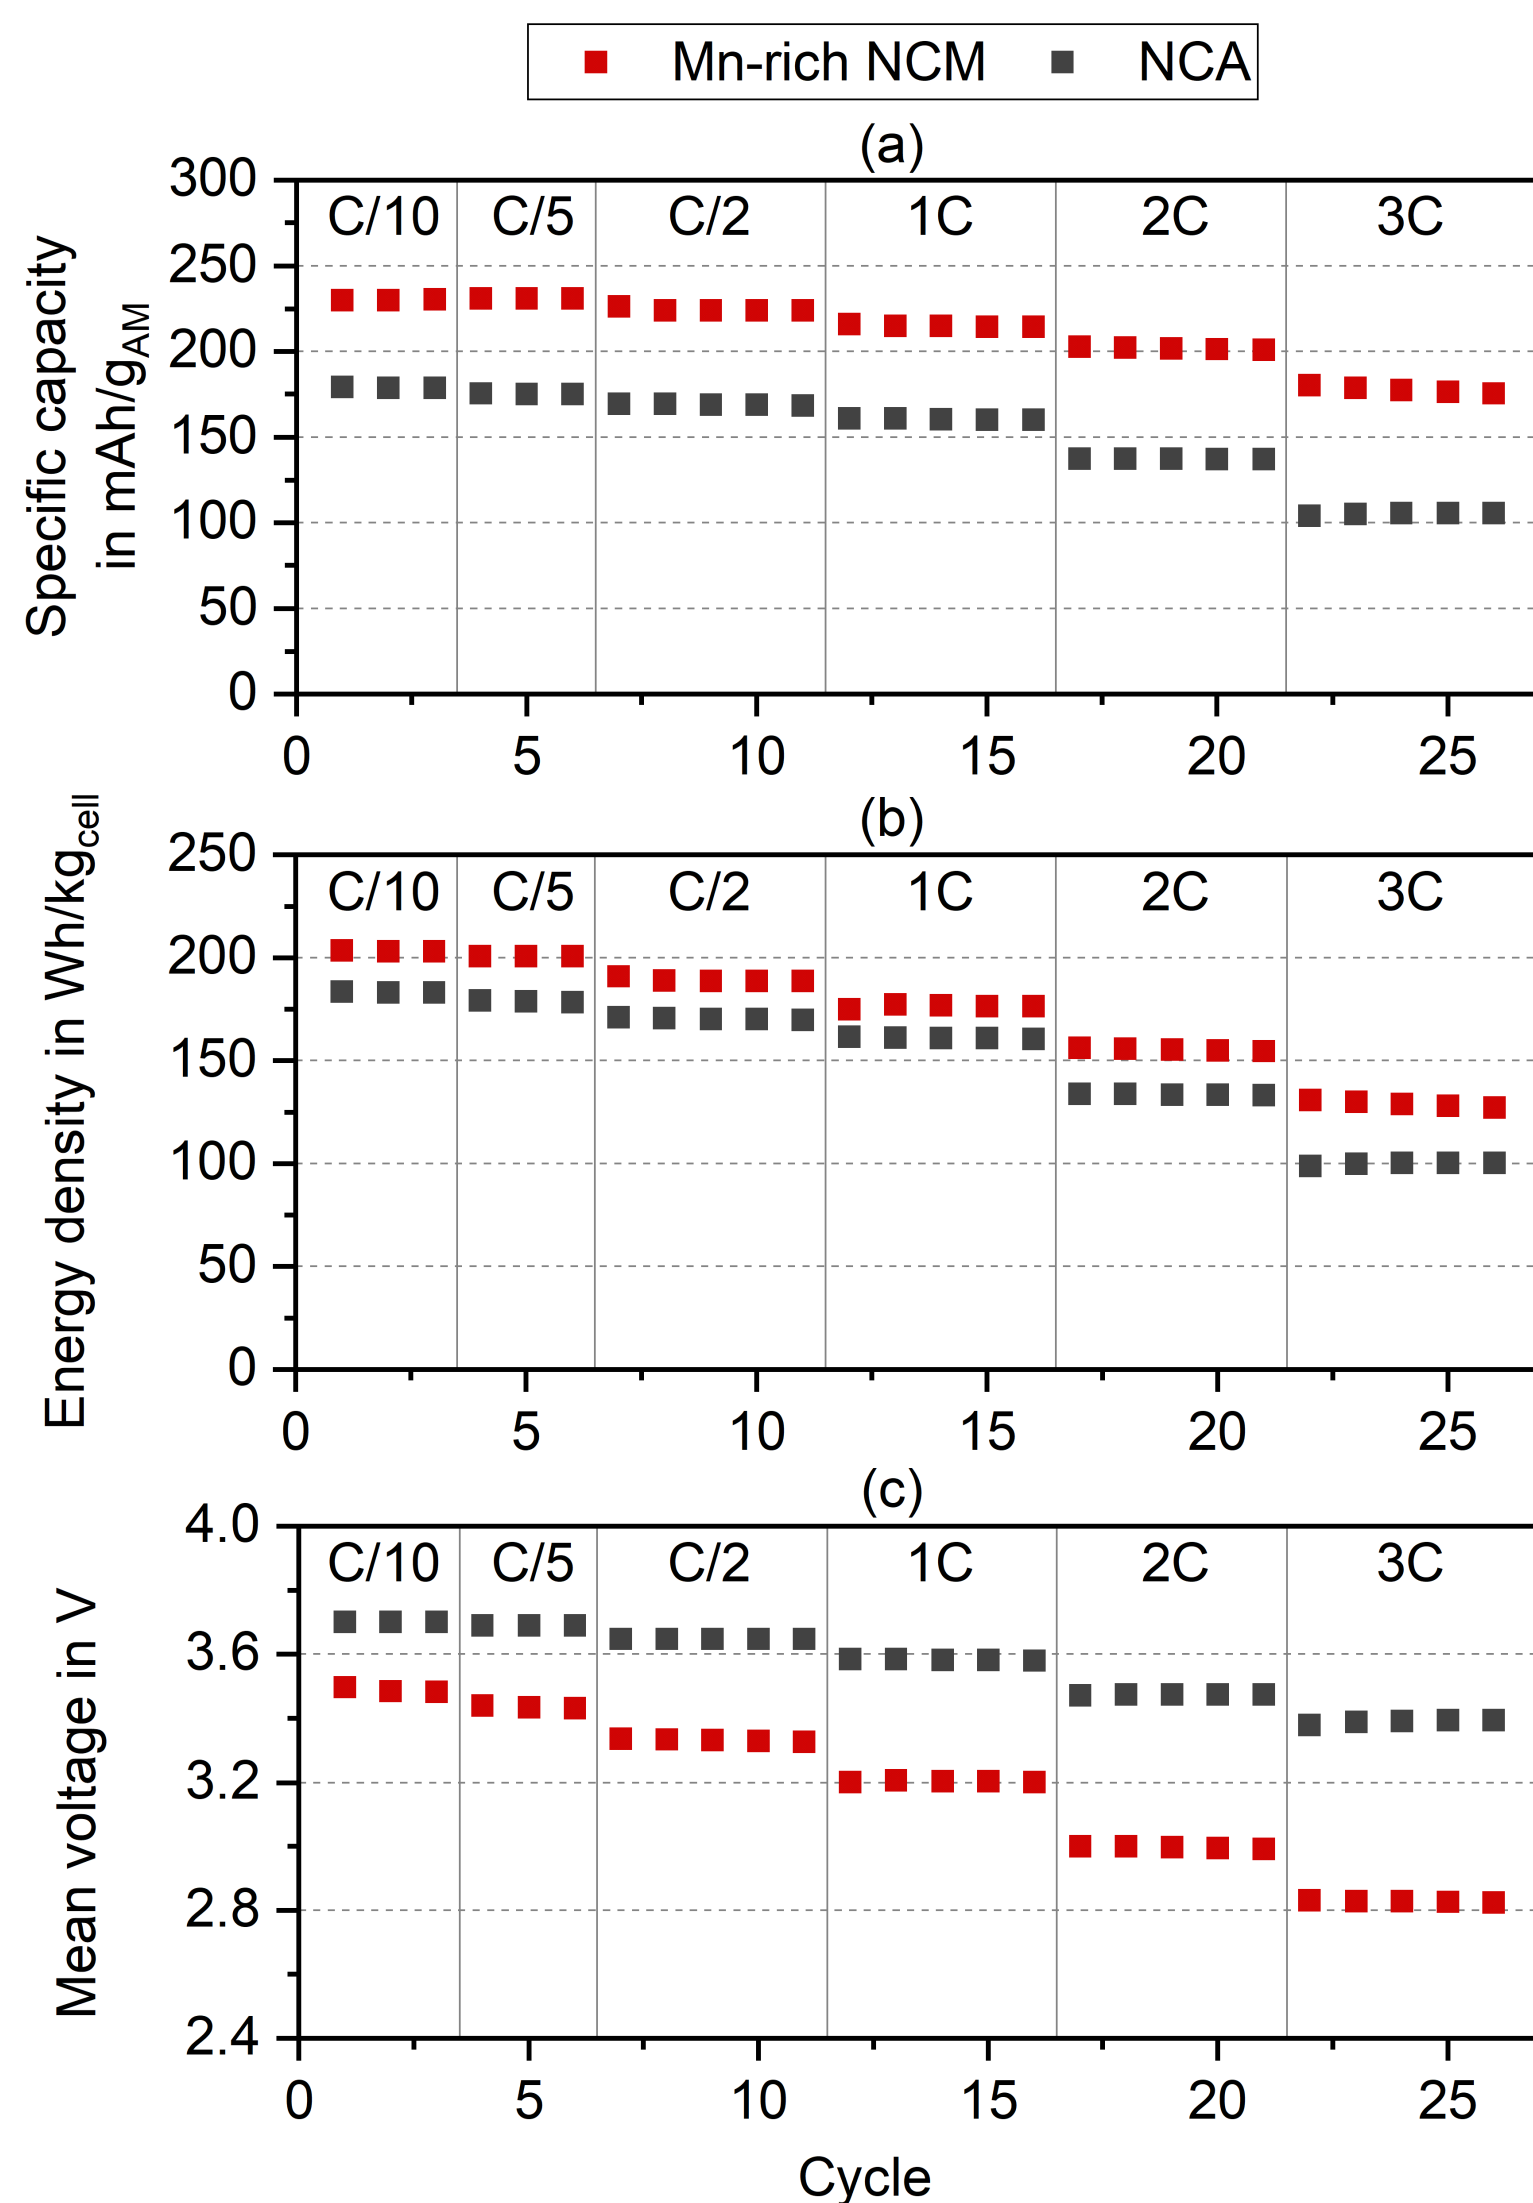 Mn-rich NCM NCA
(a)
Specific capacity
in mAh/gAM
300
250
200
150
100
50
0
C/10 C/5 C/2 1C 2C 3C
0 5 10 15 20 25
(b)
Energy density in Wh/kgcell
250
200
150
100
50
0
C/10 C/5 C/2 1C 2C 3C
0 5 10 15 20 25
(c)
Mean voltage in V
4.0
3.6
3.2
2.8
2.4
C/10 C/5 C/2 1C 2C 3C
0 5 10 15 20 25
Cycle